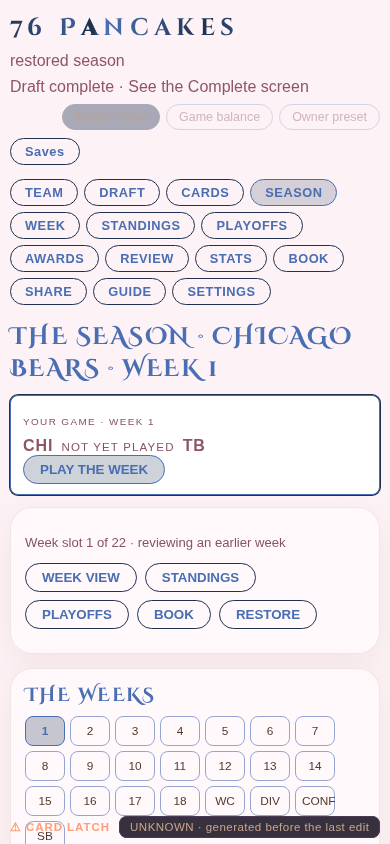 76 PANCAKES
restored season
Draft complete · See the Complete screen
Game balance
Owner preset
Saves
TEAM
DRAFT
CARDS
SEASON
WEEK
STANDINGS
PLAYOFFS
AWARDS
REVIEW
STATS
BOOK
SHARE
GUIDE
SETTINGS
THE SEASON · CHICAGO
BEARS · WEEK 1
YOUR GAME · WEEK 1
CHI NOT YET PLAYED TB
PLAY THE WEEK
Week slot 1 of 22 · reviewing an earlier week
WEEK VIEW
STANDINGS
PLAYOFFS
BOOK
RESTORE
THE WEEKS
1 2 3 4 5 6 7
8 9 10 11 12 13 14
15 16 17 18 WC DIV CONF
⚠ CARD LATCH
UNKNOWN · generated before the last edit
SB